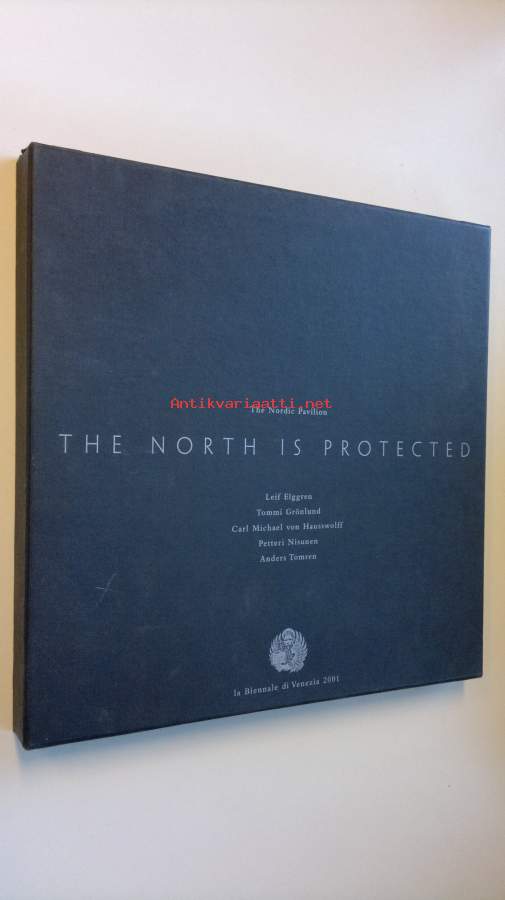 Antikvariaatti.net
The Nordic Pavilion
THE NORTH IS PROTECTED
Leif Elggren
Tommi Grönlund
Carl Michael von Hausswolff
Petteri Nisunen
Anders Tomren
la Biennale di Venezia 2001